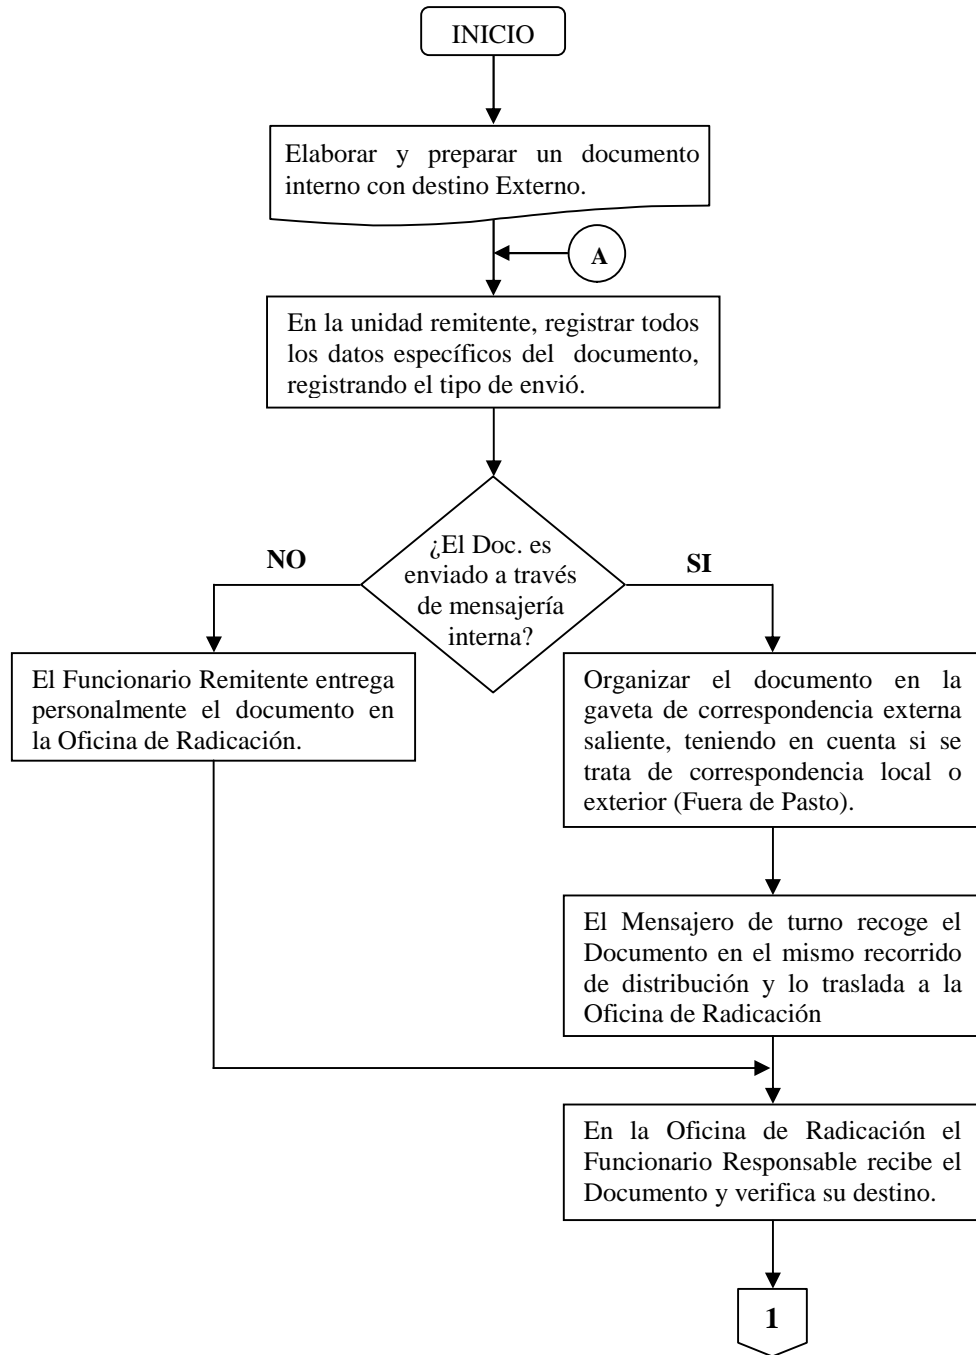 INICIO
Elaborar y preparar un documento
interno con destino Externo.
A
En la unidad remitente, registrar todos
los datos específicos del documento,
registrando el tipo de envió.
¿El Doc. es
enviado a través
de mensajería
interna?
NO
SI
El Funcionario Remitente entrega
personalmente el documento en
la Oficina de Radicación.
Organizar el documento en la
gaveta de correspondencia externa
saliente, teniendo en cuenta si se
trata de correspondencia local o
exterior (Fuera de Pasto).
El Mensajero de turno recoge el
Documento en el mismo recorrido
de distribución y lo traslada a la
Oficina de Radicación
En la Oficina de Radicación el
Funcionario Responsable recibe el
Documento y verifica su destino.
1